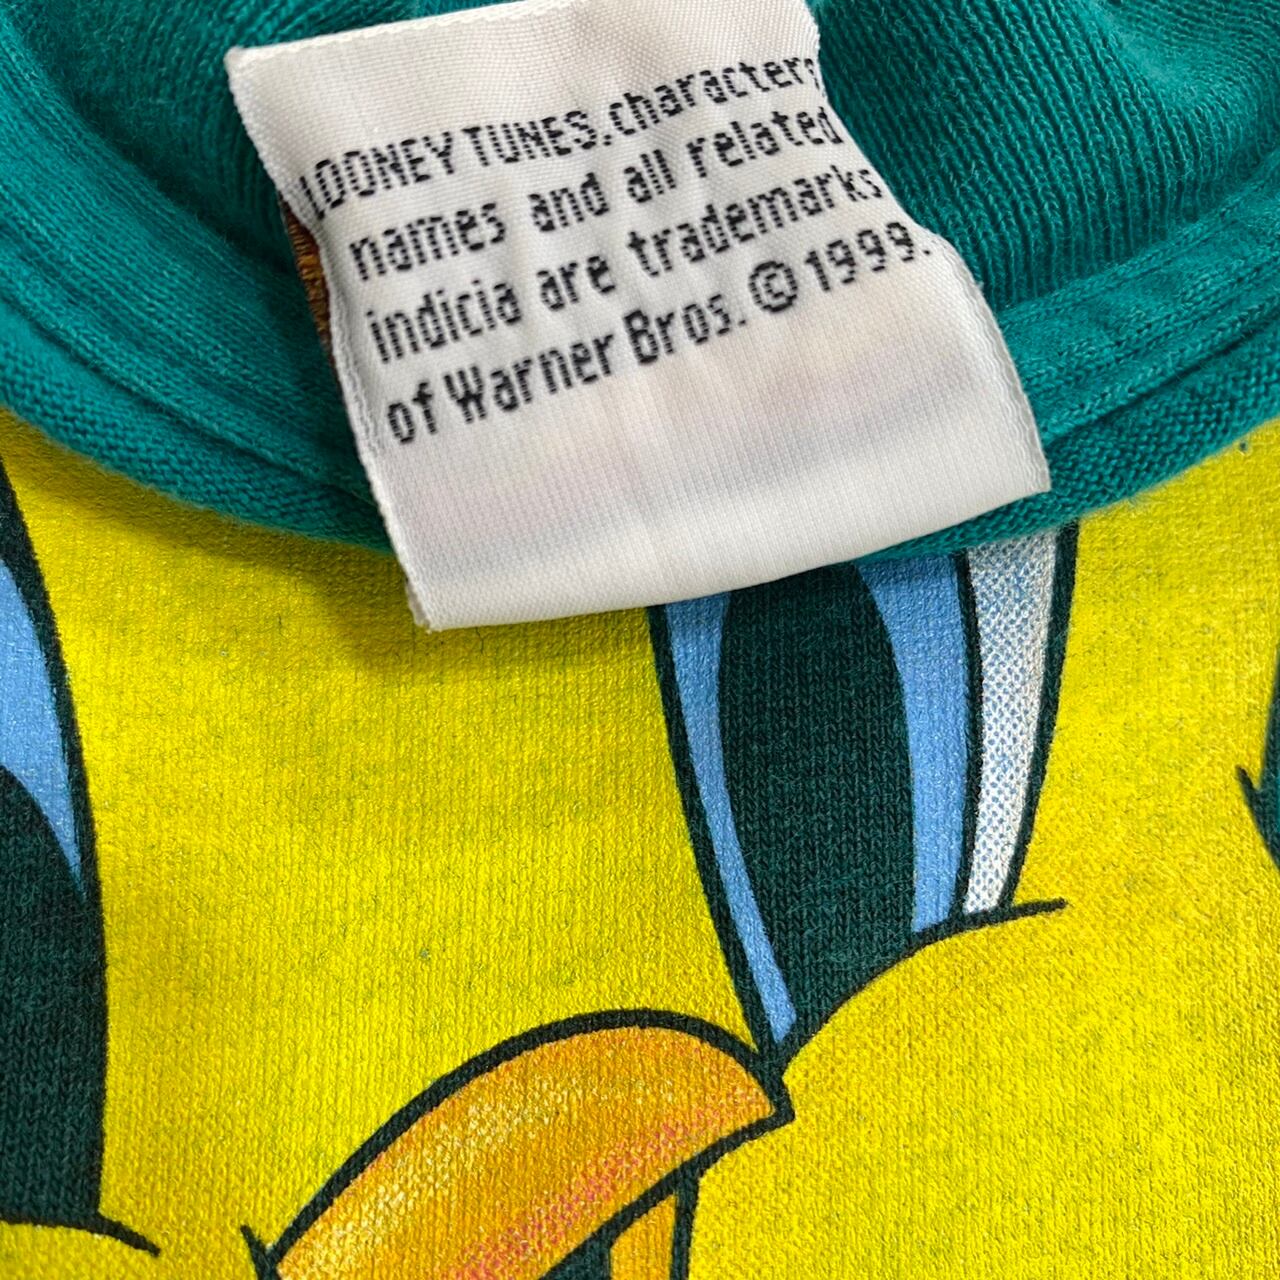 LOONEY TUNES, characters,
names and all related
indicia are trademarks
of Warner Bros. © 1999.